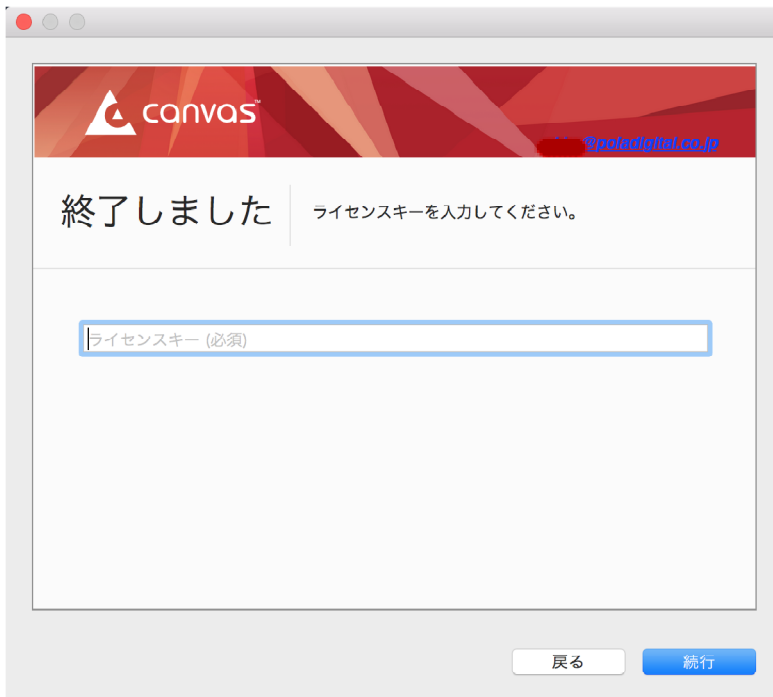 canvas™
@poladigital.co.jp
終了しました
ライセンスキーを入力してください。
ライセンスキー (必須)
戻る
続行